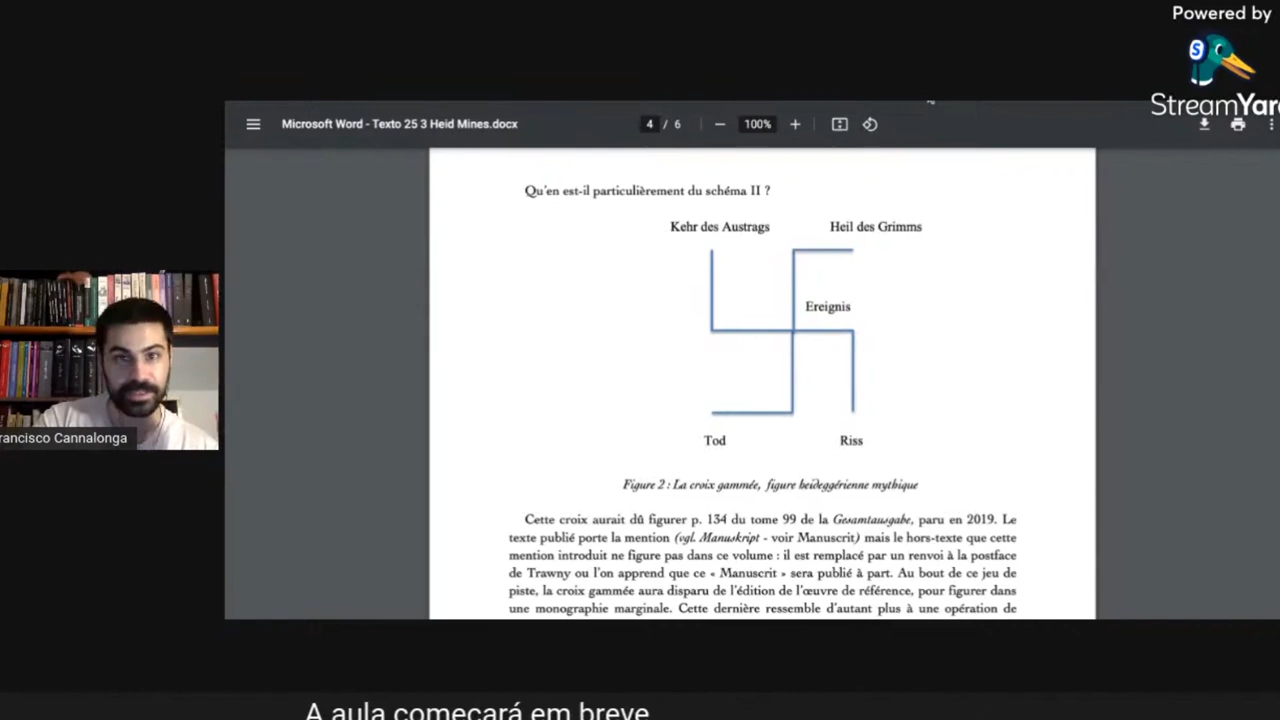 Powered by
StreamYar
Microsoft Word - Texto 25 3 Heid Mines.docx
4 / 6
100%
Qu'en est-il particulièrement du schéma II ?
Kehr des Austrags
Heil des Grimms
Ereignis
Tod
Riss
Figure 2 : La croix gammée, figure heideggérienne mythique
Cette croix aurait dû figurer p. 134 du tome 99 de la Gesamtausgabe, paru en 2019. Le
texte publié porte la mention (vgl. Manuskript - voir Manuscrit) mais le hors-texte que cette
mention introduit ne figure pas dans ce volume : il est remplacé par un renvoi à la postface
de Trawny ou l'on apprend que ce « Manuscrit » sera publié à part. Au bout de ce jeu de
piste, la croix gammée aura disparu de l'édition de l'œuvre de référence, pour figurer dans
une monographie marginale. Cette dernière ressemble d'autant plus à une opération de
rancisco Cannalonga
A aula começará em breve